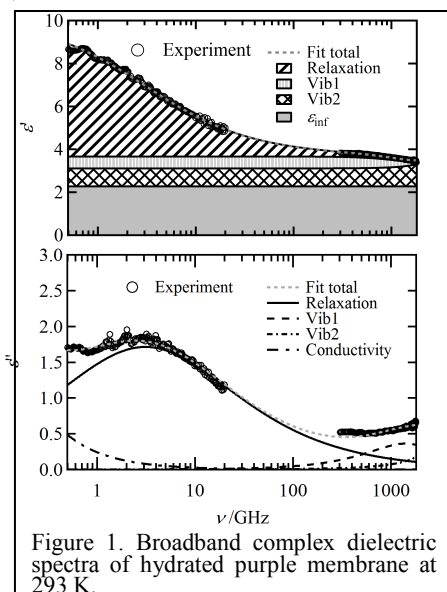 10
8
6
4
2
0
ε'
Experiment
Fit total
Relaxation
Vib1
Vib2
εinf
3.0
2.5
2.0
1.5
1.0
0.5
0.0
ε"
Experiment
Fit total
Relaxation
Vib1
Vib2
Conductivity
1
10
100
1000
ν /GHz
Figure 1. Broadband complex dielectric
spectra of hydrated purple membrane at
293 K.